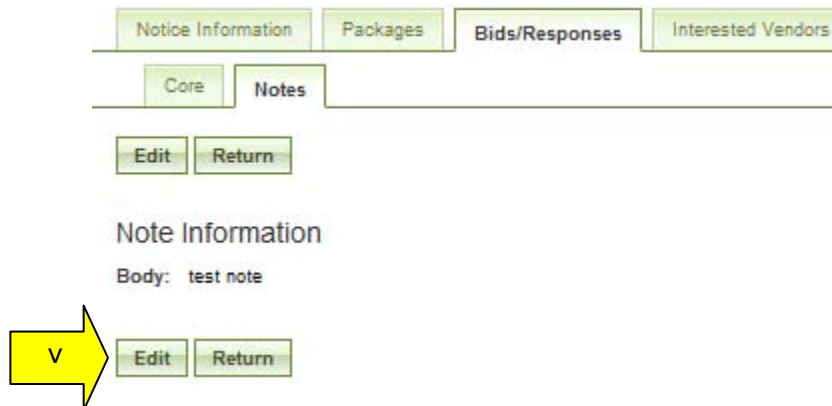 Notice Information Packages Bids/Responses Interested Vendors
Core Notes
Edit Return
Note Information
Body: test note
V Edit Return